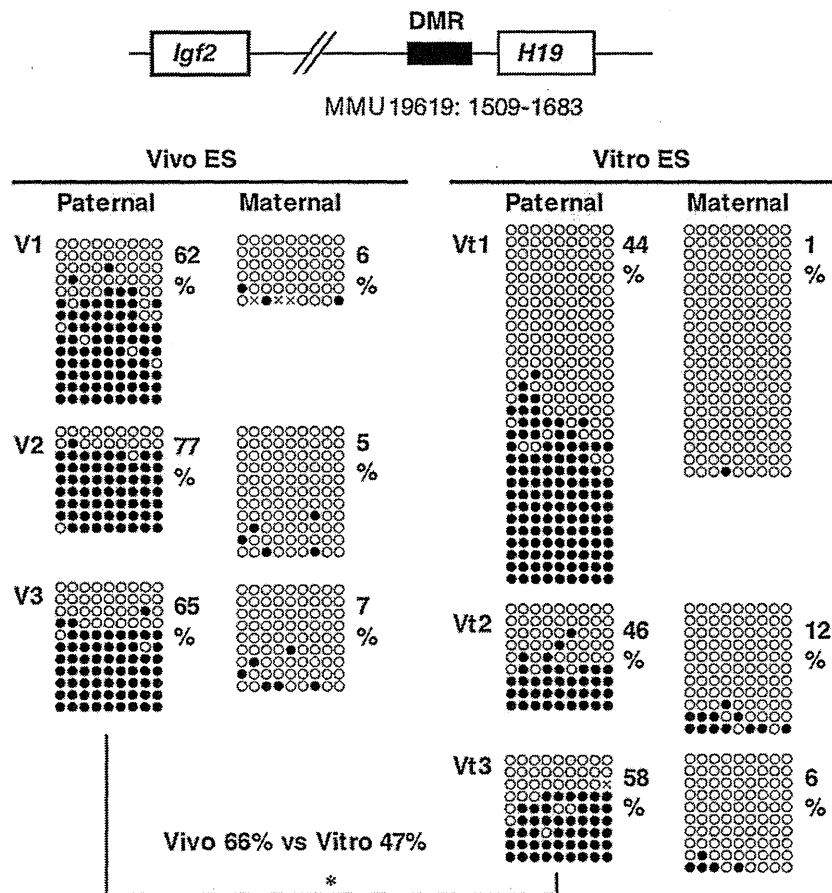 DMR
Igf2
H19
MMU19619: 1509-1683
Vivo ES
Vitro ES
Paternal
Maternal
Paternal
Maternal
V1
62
%
6
%
V2
77
%
5
%
V3
65
%
7
%
Vt1
44
%
1
%
Vt2
46
%
12
%
Vt3
58
%
6
%
Vivo 66% vs Vitro 47%
*